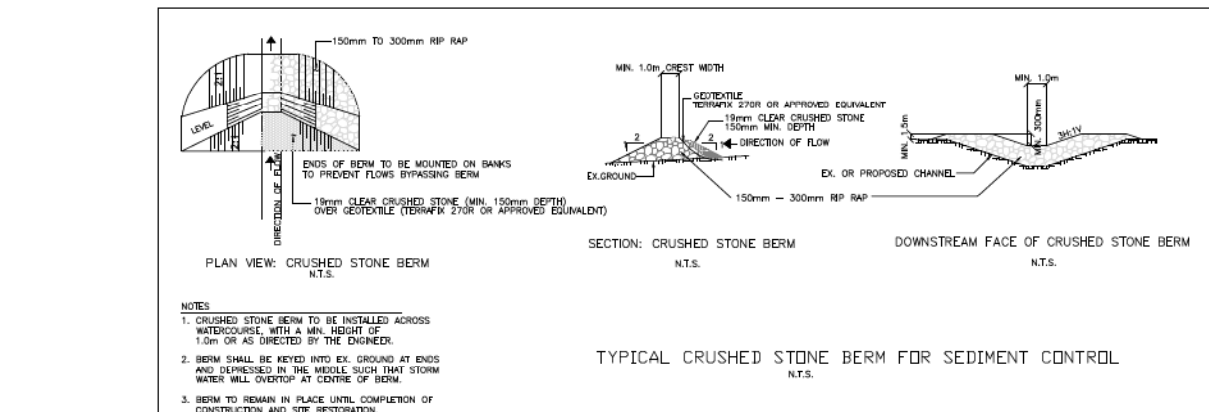 150mm TO 300mm RIP RAP
2:1
LEVEL
2:1
DIRECTION OF FLOW
ENDS OF BERM TO BE MOUNTED ON BANKS
TO PREVENT FLOWS BYPASSING BERM
19mm CLEAR CRUSHED STONE (MIN. 150mm DEPTH)
OVER GEOTEXTILE (TERRAFIX 270R OR APPROVED EQUIVALENT)
PLAN VIEW: CRUSHED STONE BERM
N.T.S.
MIN. 1.0m CREST WIDTH
GEOTEXTILE
TERRAFIX 270R OR APPROVED EQUIVALENT
19mm CLEAR CRUSHED STONE
150mm MIN. DEPTH
2
1
2
1
DIRECTION OF FLOW
EX.GROUND
150mm – 300mm RIP RAP
SECTION: CRUSHED STONE BERM
N.T.S.
MIN. 1.0m
MIN. 1.5m
MIN. 300mm
3H:1V
EX. OR PROPOSED CHANNEL
DOWNSTREAM FACE OF CRUSHED STONE BERM
N.T.S.
NOTES
1. CRUSHED STONE BERM TO BE INSTALLED ACROSS
WATERCOURSE, WITH A MIN. HEIGHT OF
1.0m OR AS DIRECTED BY THE ENGINEER.
2. BERM SHALL BE KEYED INTO EX. GROUND AT ENDS
AND DEPRESSED IN THE MIDDLE SUCH THAT STORM
WATER WILL OVERTOP AT CENTRE OF BERM.
3. BERM TO REMAIN IN PLACE UNTIL COMPLETION OF
CONSTRUCTION AND SITE RESTORATION
TYPICAL CRUSHED STONE BERM FOR SEDIMENT CONTROL
N.T.S.